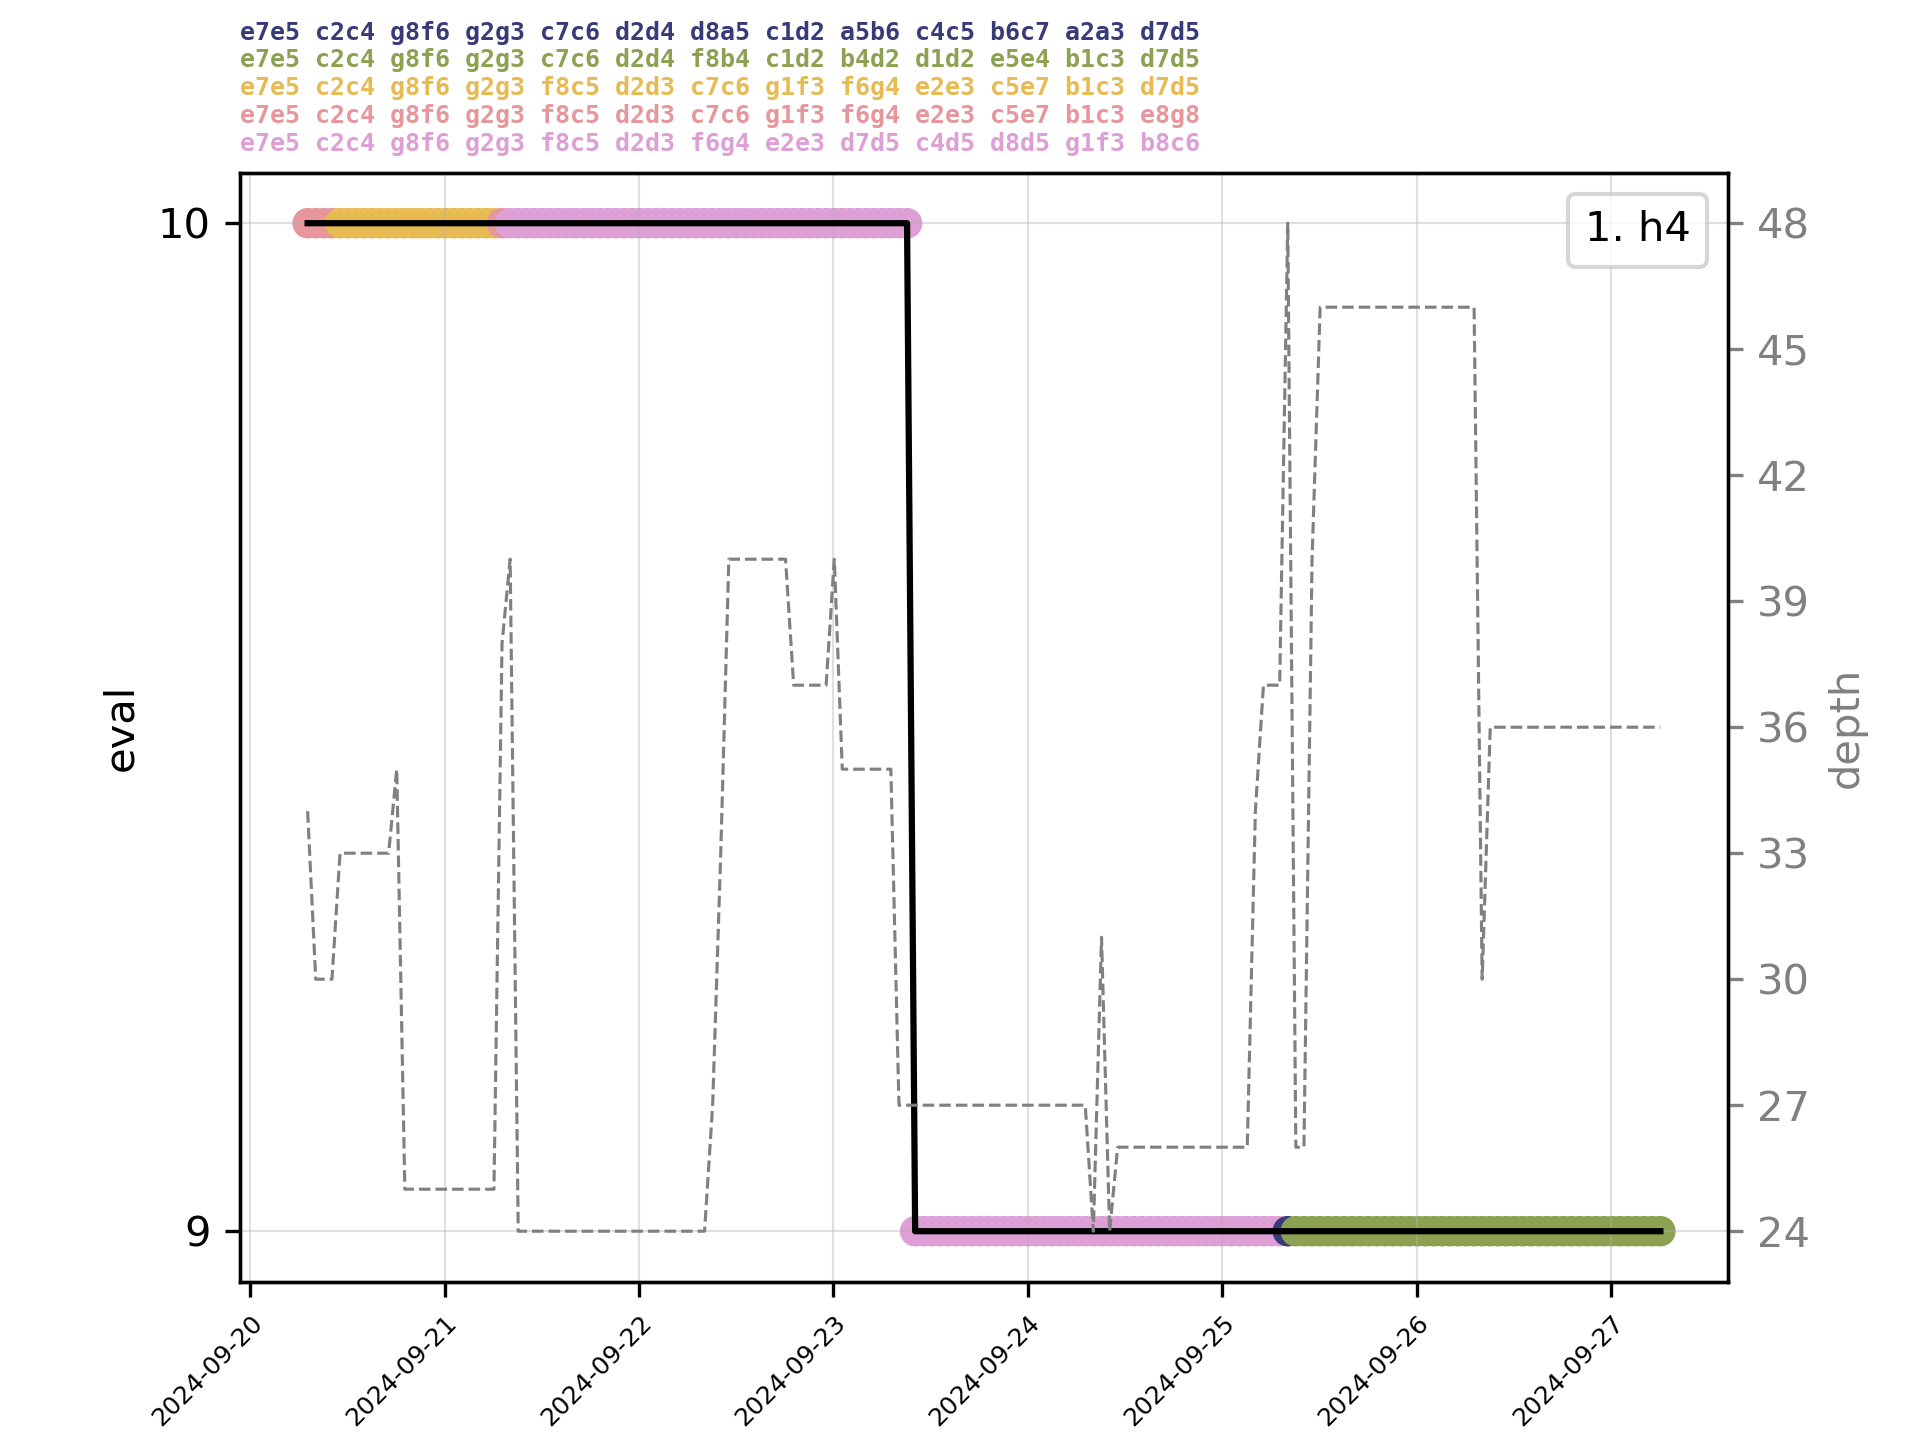 e7e5 c2c4 g8f6 g2g3 c7c6 d2d4 d8a5 c1d2 a5b6 c4c5 b6c7 a2a3 d7d5
e7e5 c2c4 g8f6 g2g3 c7c6 d2d4 f8b4 c1d2 b4d2 d1d2 e5e4 b1c3 d7d5
e7e5 c2c4 g8f6 g2g3 f8c5 d2d3 c7c6 g1f3 f6g4 e2e3 c5e7 b1c3 d7d5
e7e5 c2c4 g8f6 g2g3 f8c5 d2d3 c7c6 g1f3 f6g4 e2e3 c5e7 b1c3 e8g8
e7e5 c2c4 g8f6 g2g3 f8c5 d2d3 f6g4 e2e3 d7d5 c4d5 d8d5 g1f3 b8c6
1. h4
10
9
eval
48
45
42
39
36
33
30
27
24
depth
2024-09-20
2024-09-21
2024-09-22
2024-09-23
2024-09-24
2024-09-25
2024-09-26
2024-09-27